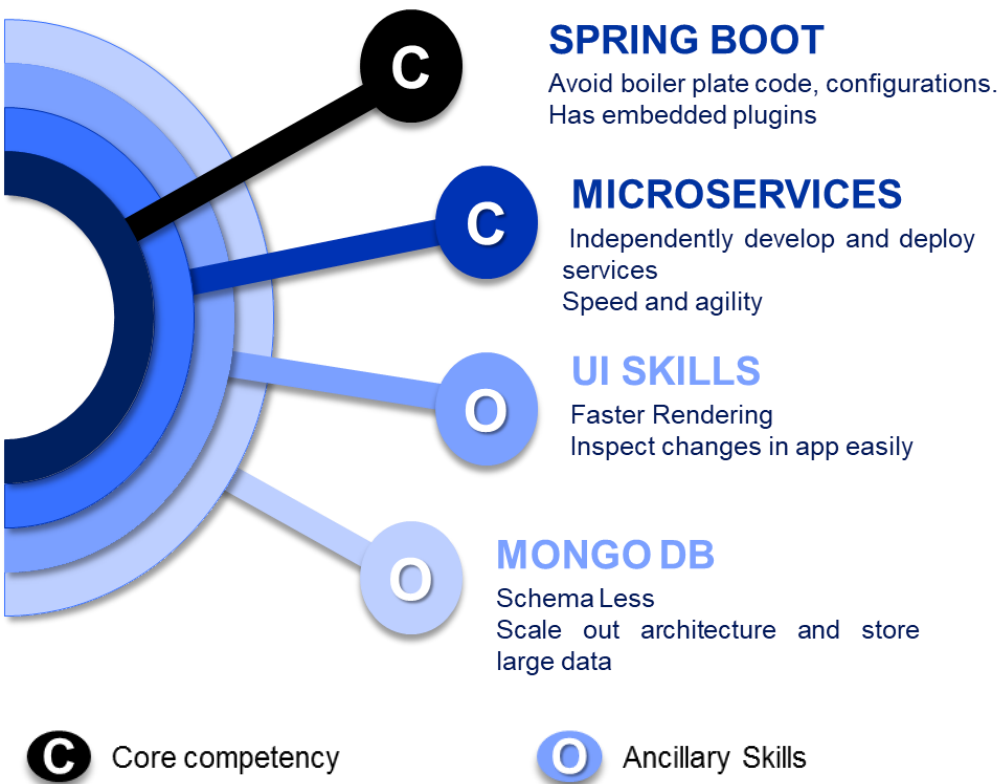 C
SPRING BOOT
Avoid boiler plate code, configurations.
Has embedded plugins
C
MICROSERVICES
Independently develop and deploy
services
Speed and agility
O
UI SKILLS
Faster Rendering
Inspect changes in app easily
O
MONGO DB
Schema Less
Scale out architecture and store
large data
C Core competency
O Ancillary Skills